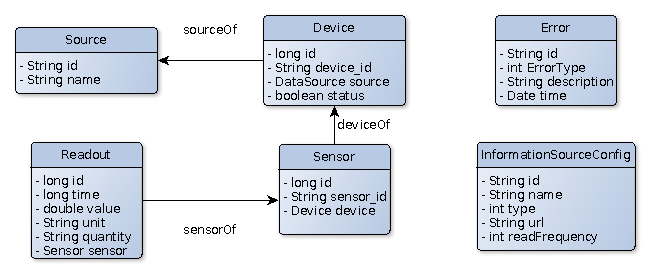 Source
- String id
- String name
sourceOf
Device
- long id
- String device_id
- DataSource source
- boolean status
Error
- String id
- int ErrorType
- String description
- Date time
deviceOf
Readout
- long id
- long time
- double value
- String unit
- String quantity
- Sensor sensor
sensorOf
Sensor
- long id
- String sensor_id
- Device device
InformationSourceConfig
- String id
- String name
- int type
- String url
- int readFrequency